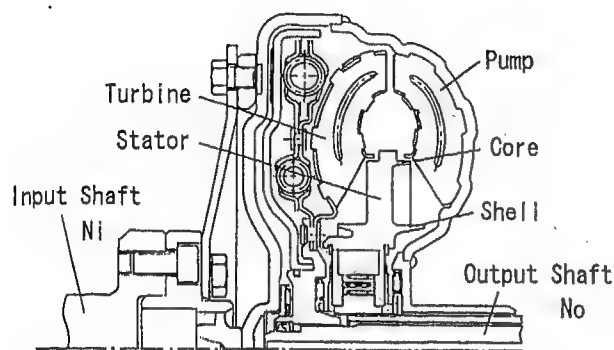 Pump
Turbine
Stator
Core
Input Shaft
Ni
Shell
Output Shaft
No